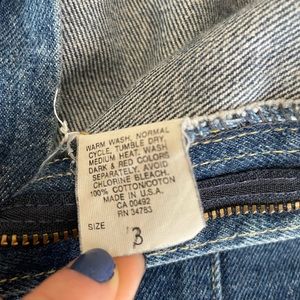 WARM WASH, NORMAL
CYCLE, TUMBLE DRY,
MEDIUM HEAT, WASH
DARK & RED COLORS
SEPARATELY, AVOID
CHLORINE BLEACH.
100% COTTON/COTON
MADE IN U.S.A.
CA 00492
RN 34783
SIZE 3